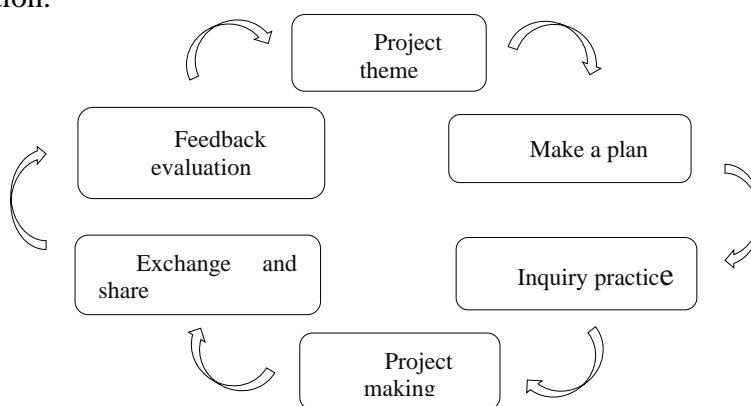 Project
theme
Make a plan
Inquiry practice
Project
making
Exchange and
share
Feedback
evaluation